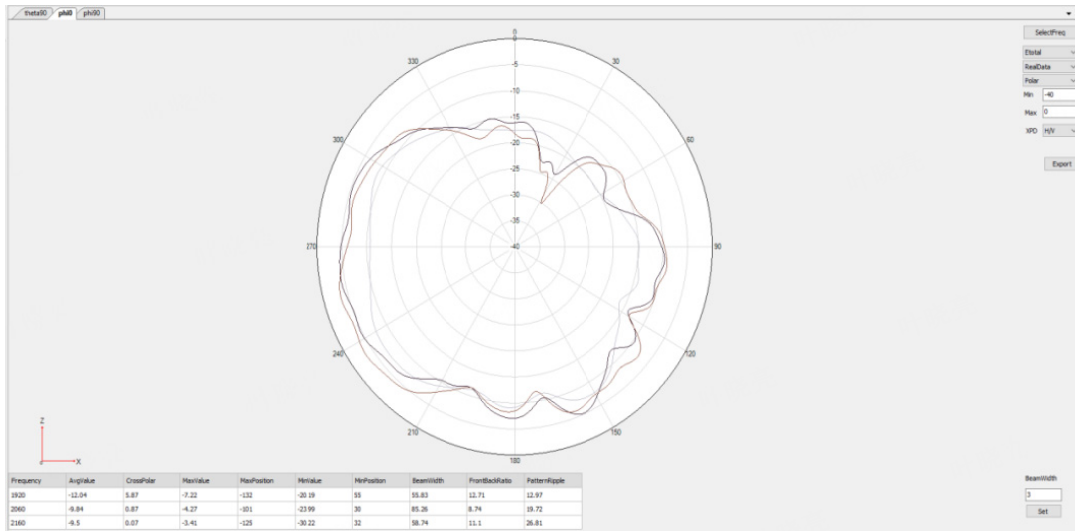 theta90 phi0 phi90
SelectFreq
Etotal
RealData
Polar
Min -40
Max 0
XPD H/V
Export
0
0
330 30
-5
-10
-15
300 60
-20
-25
-30
-35
270 -40 90
240 120
210 150
180
Z
X
Frequency AvgValue CrossPolar MaxValue MaxPosition MinValue MinPosition BeamWidth FrontBackRatio PatternRipple
1920 -12.04 5.87 -7.22 -132 -20.19 55 55.83 12.71 12.97
2060 -9.84 0.87 -4.27 -101 -23.99 30 85.26 8.74 19.72
2160 -9.5 0.07 -3.41 -125 -30.22 32 58.74 11.1 26.81
BeamWidth
3
Set